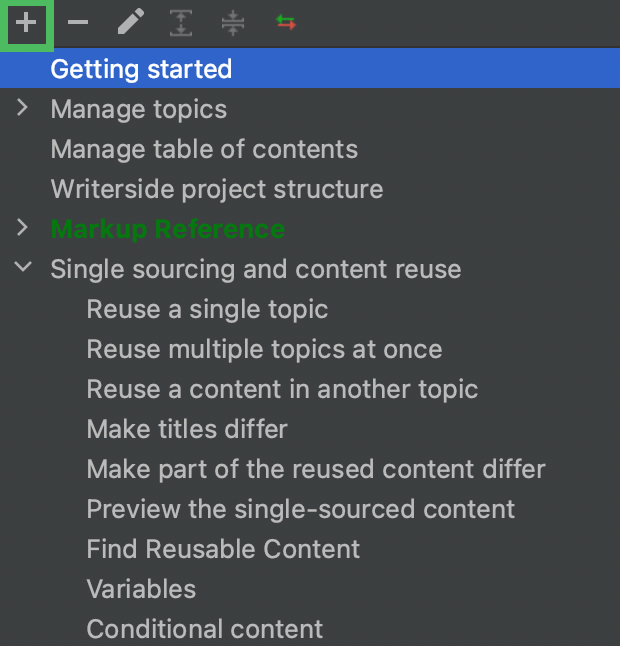 Getting started
Manage topics
Manage table of contents
Writerside project structure
Markup Reference
Single sourcing and content reuse
Reuse a single topic
Reuse multiple topics at once
Reuse a content in another topic
Make titles differ
Make part of the reused content differ
Preview the single-sourced content
Find Reusable Content
Variables
Conditional content